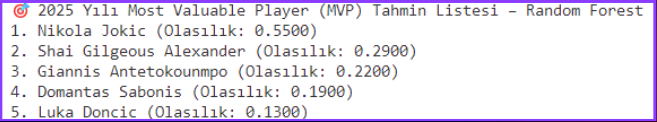 🎯 2025 Yılı Most Valuable Player (MVP) Tahmin Listesi – Random Forest
1. Nikola Jokic (Olasılık: 0.5500)
2. Shai Gilgeous Alexander (Olasılık: 0.2900)
3. Giannis Antetokounmpo (Olasılık: 0.2200)
4. Domantas Sabonis (Olasılık: 0.1900)
5. Luka Doncic (Olasılık: 0.1300)